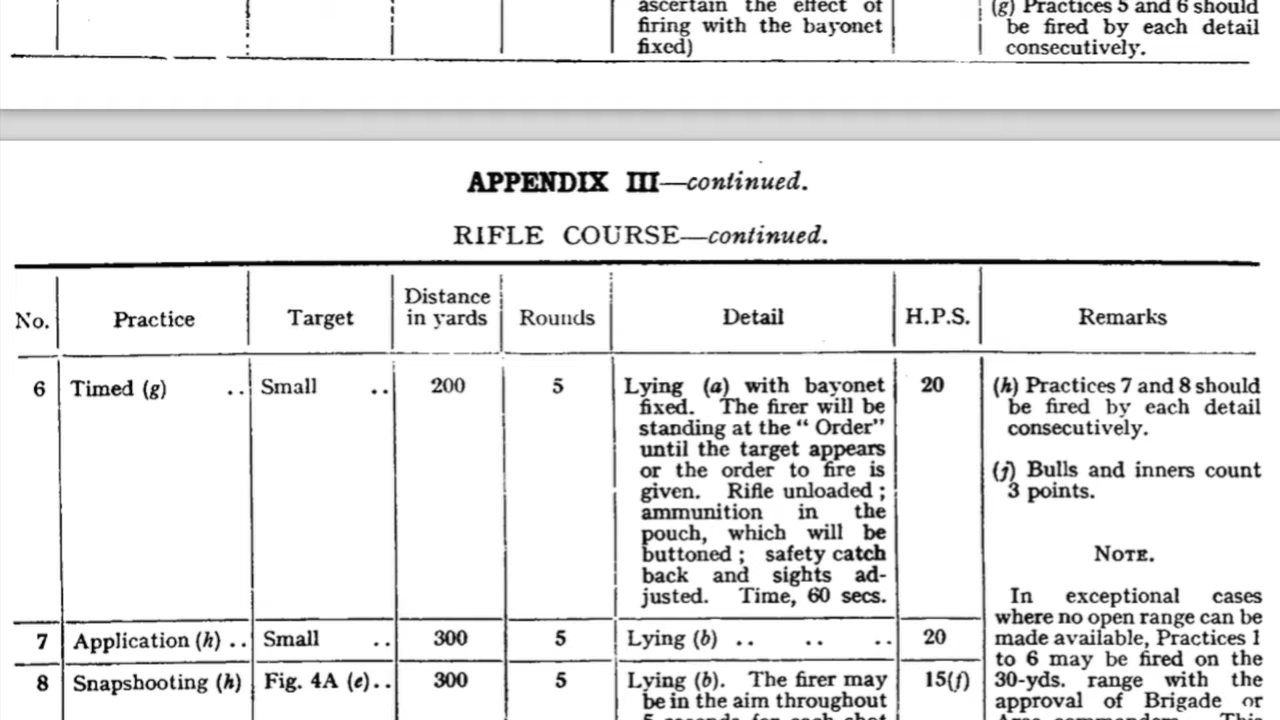 ascertain the effect of
firing with the bayonet
fixed)
(g) Practices 5 and 6 should
be fired by each detail
consecutively.
APPENDIX III—continued.
RIFLE COURSE—continued.
No.
Practice
Target
Distance
in yards
Rounds
Detail
H.P.S.
Remarks
6
Timed (g) ..
Small ..
200
5
Lying (a) with bayonet
fixed. The firer will be
standing at the “ Order”
until the target appears
or the order to fire is
given. Rifle unloaded ;
ammunition in the
pouch, which will be
buttoned ; safety catch
back and sights ad-
justed. Time, 60 secs.
20
7
Application (h) ..
Small ..
300
5
Lying (b) .. .. ..
20
8
Snapshooting (h)
Fig. 4A (e)..
300
5
Lying (b). The firer may
be in the aim throughout
5 seconds for each shot
15(f)
(h) Practices 7 and 8 should
be fired by each detail
consecutively.
(j) Bulls and inners count
3 points.
NOTE.
In exceptional cases
where no open range can be
made available, Practices 1
to 6 may be fired on the
30-yds. range with the
approval of Brigade or